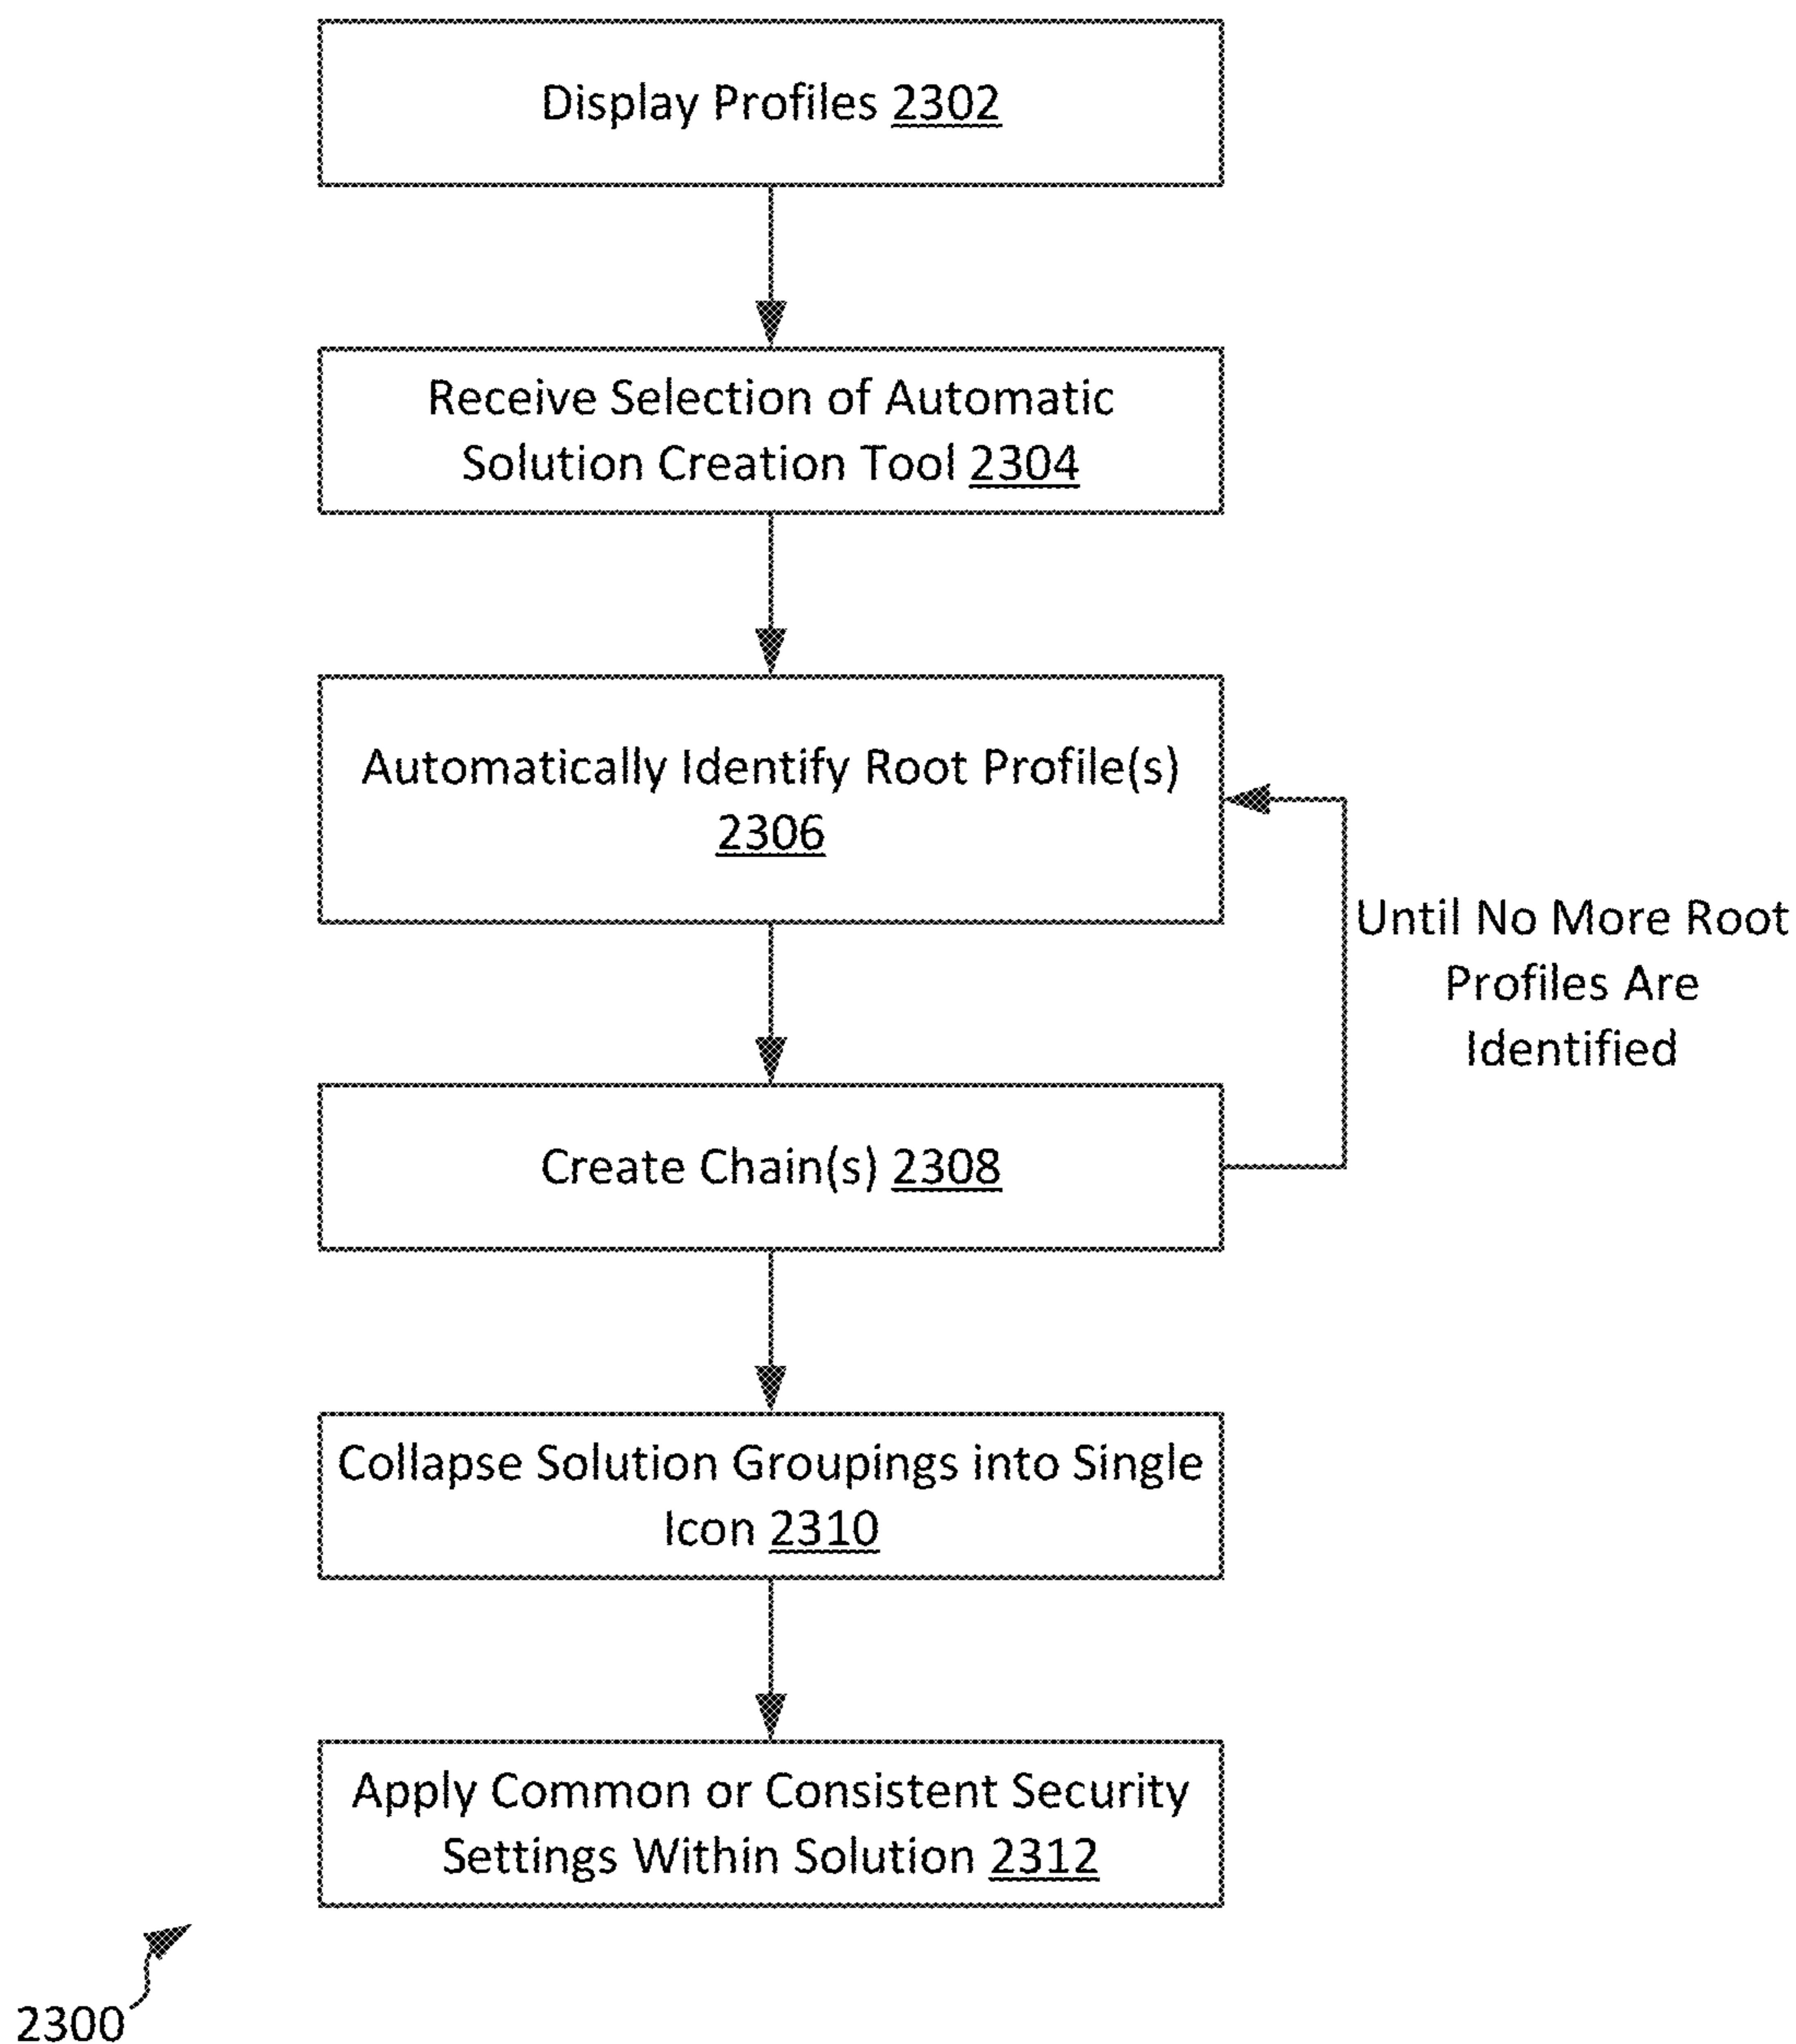 Display Profiles 2302
Receive Selection of Automatic
Solution Creation Tool 2304
Automatically Identify Root Profile(s)
2306
Until No More Root
Profiles Are
Identified
Create Chain(s) 2308
Collapse Solution Groupings into Single
Icon 2310
Apply Common or Consistent Security
Settings Within Solution 2312
2300